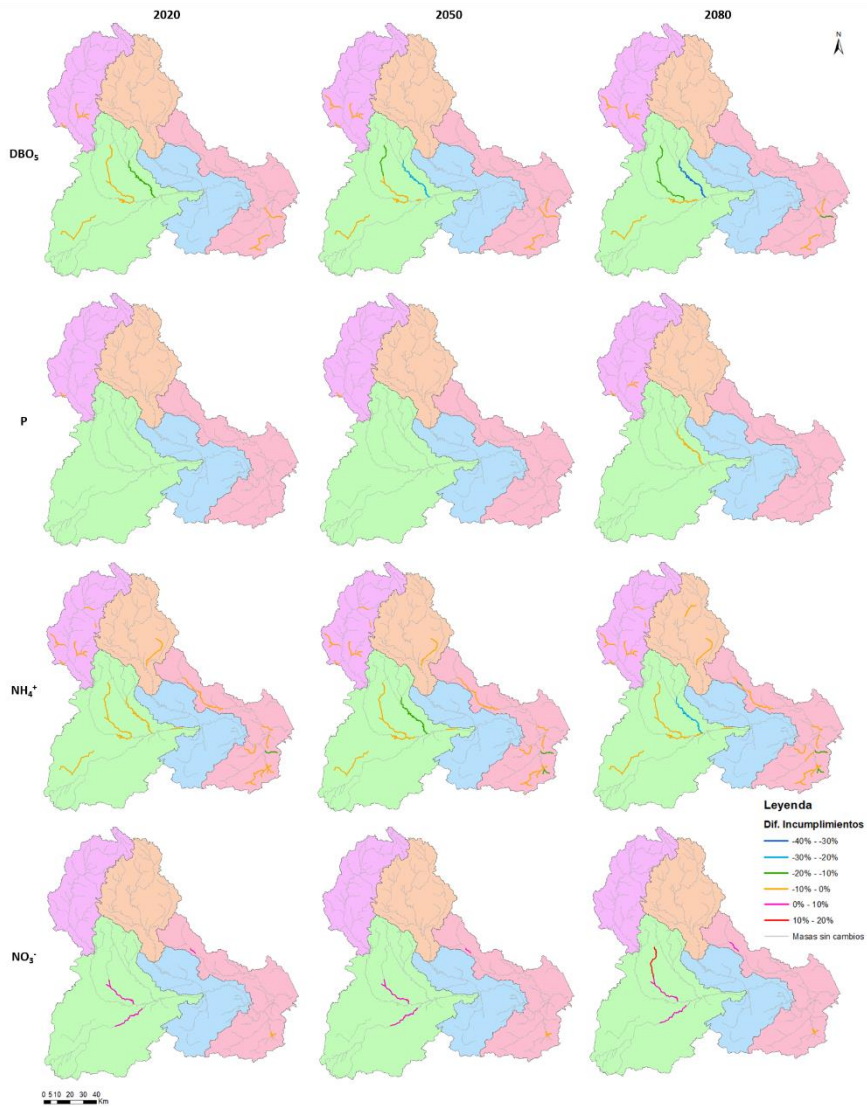 2020 2050 2080
N
DBO₅
P
NH₄⁺
Leyenda
Dif. Incumplimientos
-40% - -30%
-30% - -20%
-20% - -10%
-10% - 0%
0% - 10%
10% - 20%
Masas sin cambios
NO₃⁻
0 5 10 20 30 40
Km